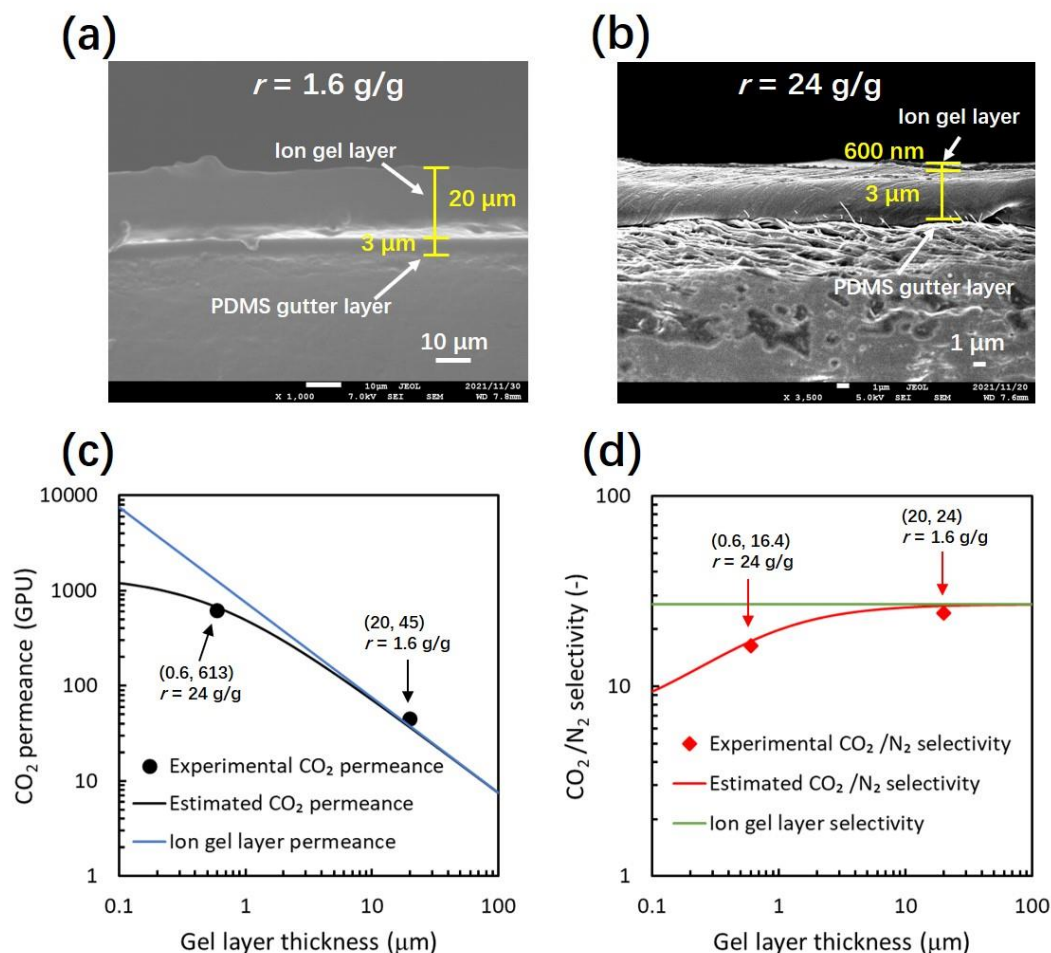 (a)
r = 1.6 g/g
Ion gel layer
20 μm
3 μm
PDMS gutter layer
10 μm
10μm JEOL 2021/11/30
X 1,000 7.0kV SEI SEM WD 7.8mm
(b)
r = 24 g/g
Ion gel layer
600 nm
3 μm
PDMS gutter layer
1 μm
1μm JEOL 2021/11/20
X 3,500 5.0kV SEI SEM WD 7.6mm
(c)
CO₂ permeance (GPU)
10000
1000
100
10
1
(0.6, 613)
r = 24 g/g
(20, 45)
r = 1.6 g/g
Experimental CO₂ permeance
Estimated CO₂ permeance
Ion gel layer permeance
0.1 1 10 100
Gel layer thickness (μm)
(d)
CO₂/N₂ selectivity (-)
100
10
1
(0.6, 16.4)
r = 24 g/g
(20, 24)
r = 1.6 g/g
Experimental CO₂ /N₂ selectivity
Estimated CO₂ /N₂ selectivity
Ion gel layer selectivity
0.1 1 10 100
Gel layer thickness (μm)